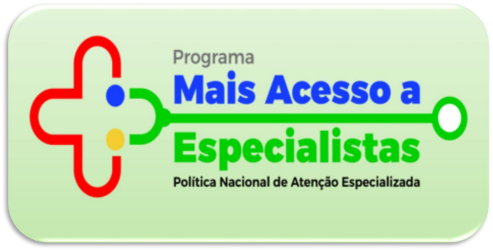 Programa
Mais Acesso a
Especialistas
Política Nacional de Atenção Especializada